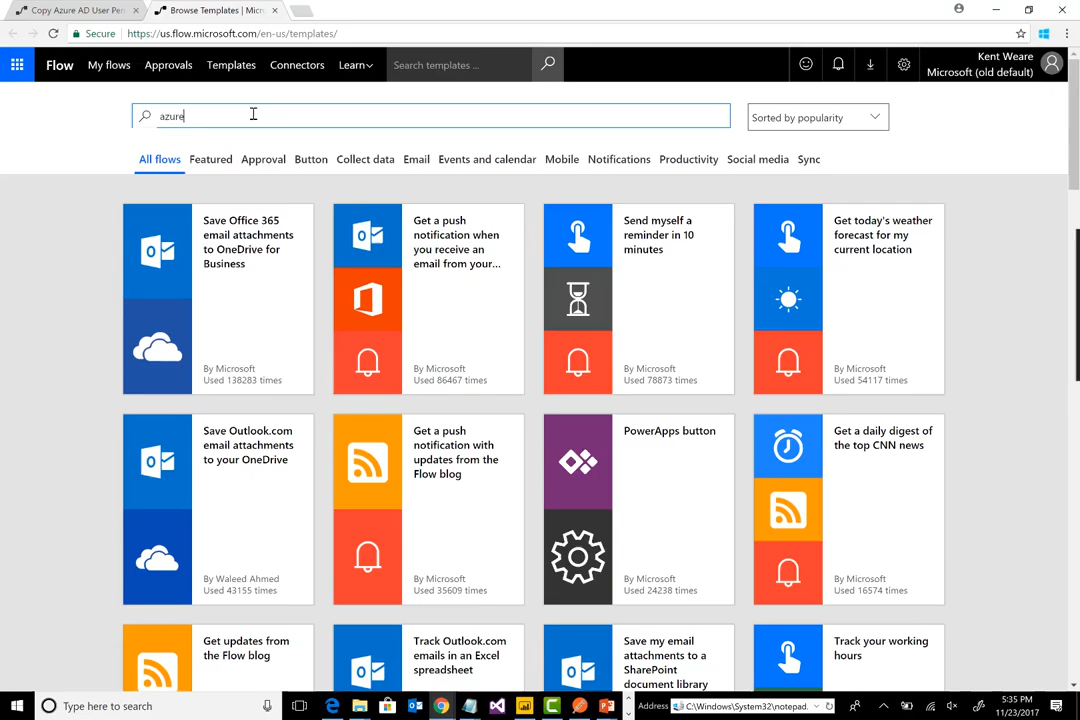 Copy Azure AD User Per
Browse Templates | Micr
Secure
https://us.flow.microsoft.com/en-us/templates/
Flow
My flows
Approvals
Templates
Connectors
Learn
Search templates ...
Kent Weare
Microsoft (old default)
azure
Sorted by popularity
All flows
Featured
Approval
Button
Collect data
Email
Events and calendar
Mobile
Notifications
Productivity
Social media
Sync
Save Office 365
email attachments
to OneDrive for
Business
By Microsoft
Used 138283 times
Get a push
notification when
you receive an
email from your...
By Microsoft
Used 86467 times
Send myself a
reminder in 10
minutes
By Microsoft
Used 78873 times
Get today's weather
forecast for my
current location
By Microsoft
Used 54117 times
Save Outlook.com
email attachments
to your OneDrive
By Waleed Ahmed
Used 43155 times
Get a push
notification with
updates from the
Flow blog
By Microsoft
Used 35609 times
PowerApps button
By Microsoft
Used 24238 times
Get a daily digest of
the top CNN news
By Microsoft
Used 16574 times
Get updates from
the Flow blog
Track Outlook.com
emails in an Excel
spreadsheet
Save my email
attachments to a
SharePoint
document library
Track your working
hours
Type here to search
Address
C:\Windows\System32\notepad.
5:35 PM
11/23/2017